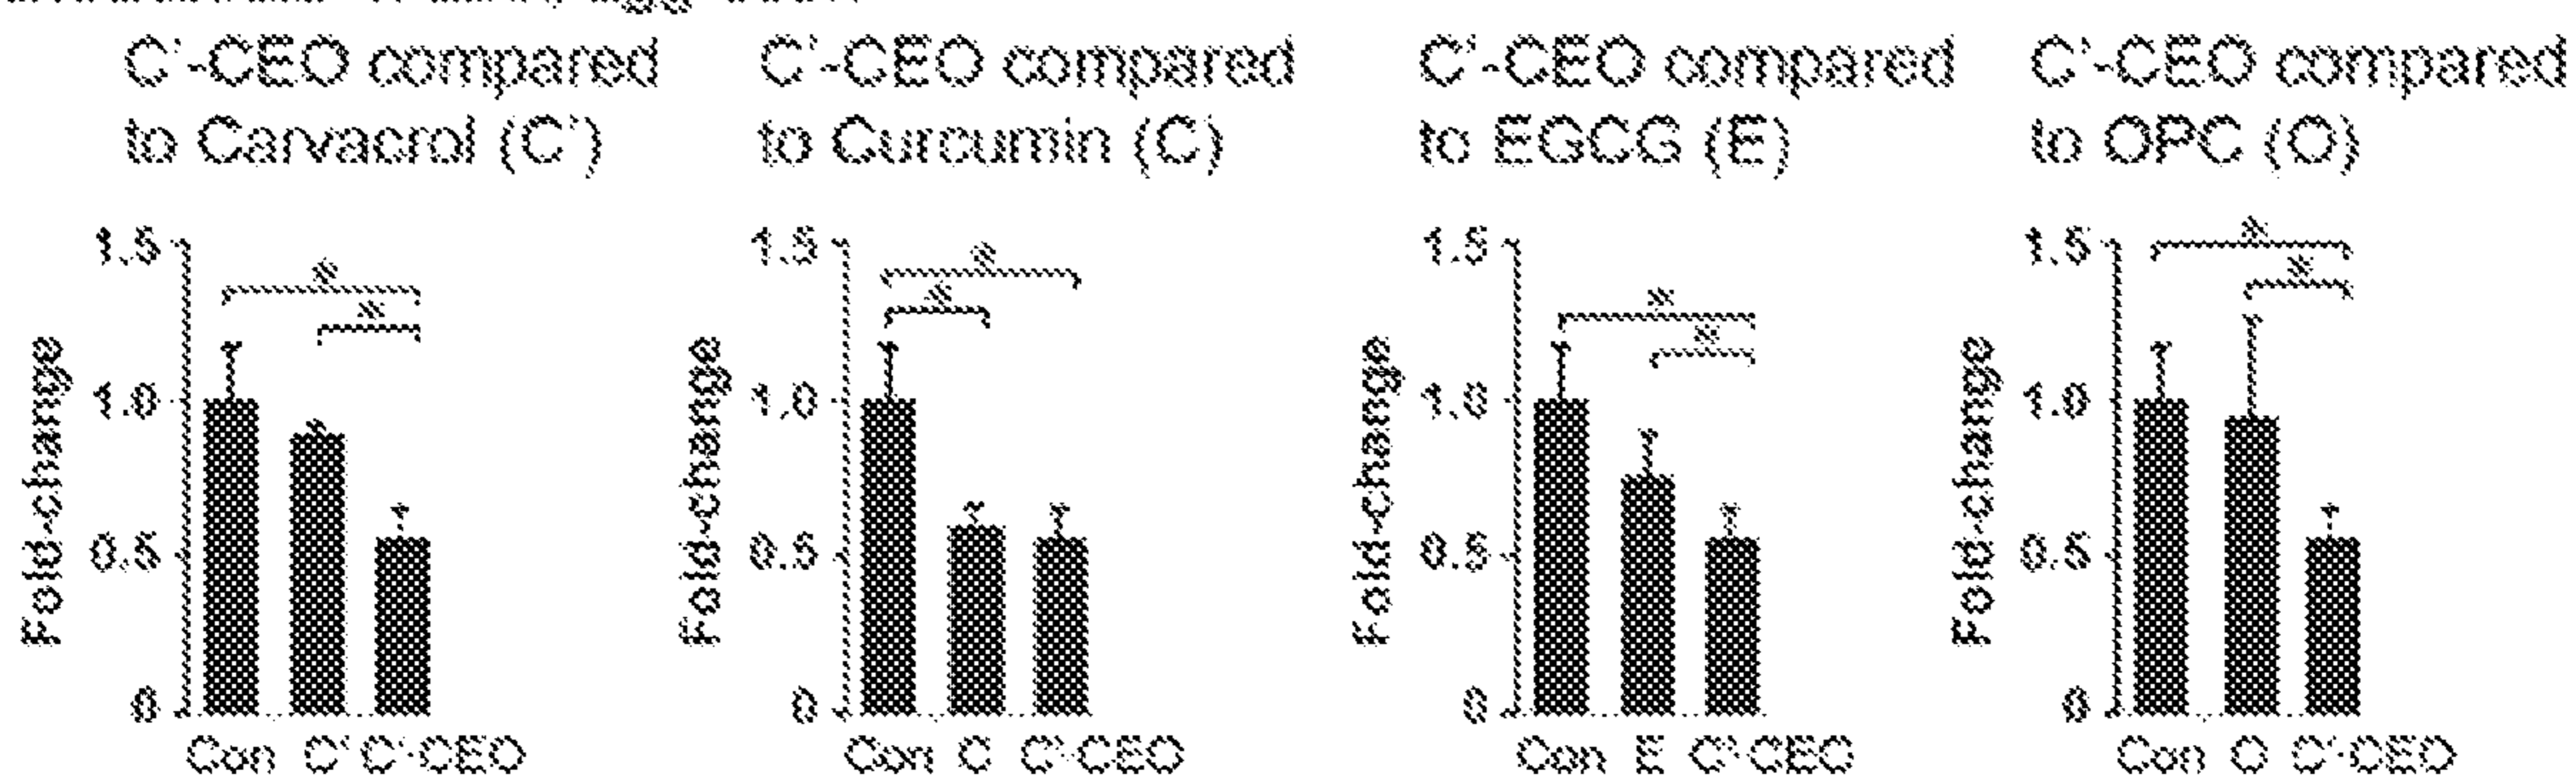 C'-CEO compared
to Carvacrol (C')
C'-CEO compared
to Curcumin (C)
C'-CEO compared
to EGCG (E)
C'-CEO compared
to OPC (O)
Fold-change
1.5
1.0
0.5
0
*
*
Con C' C'-CEO
Fold-change
1.5
1.0
0.5
0
*
*
Con C C'-CEO
Fold-change
1.5
1.0
0.5
0
*
*
Con E C'-CEO
Fold-change
1.5
1.0
0.5
0
*
*
Con O C'-CEO